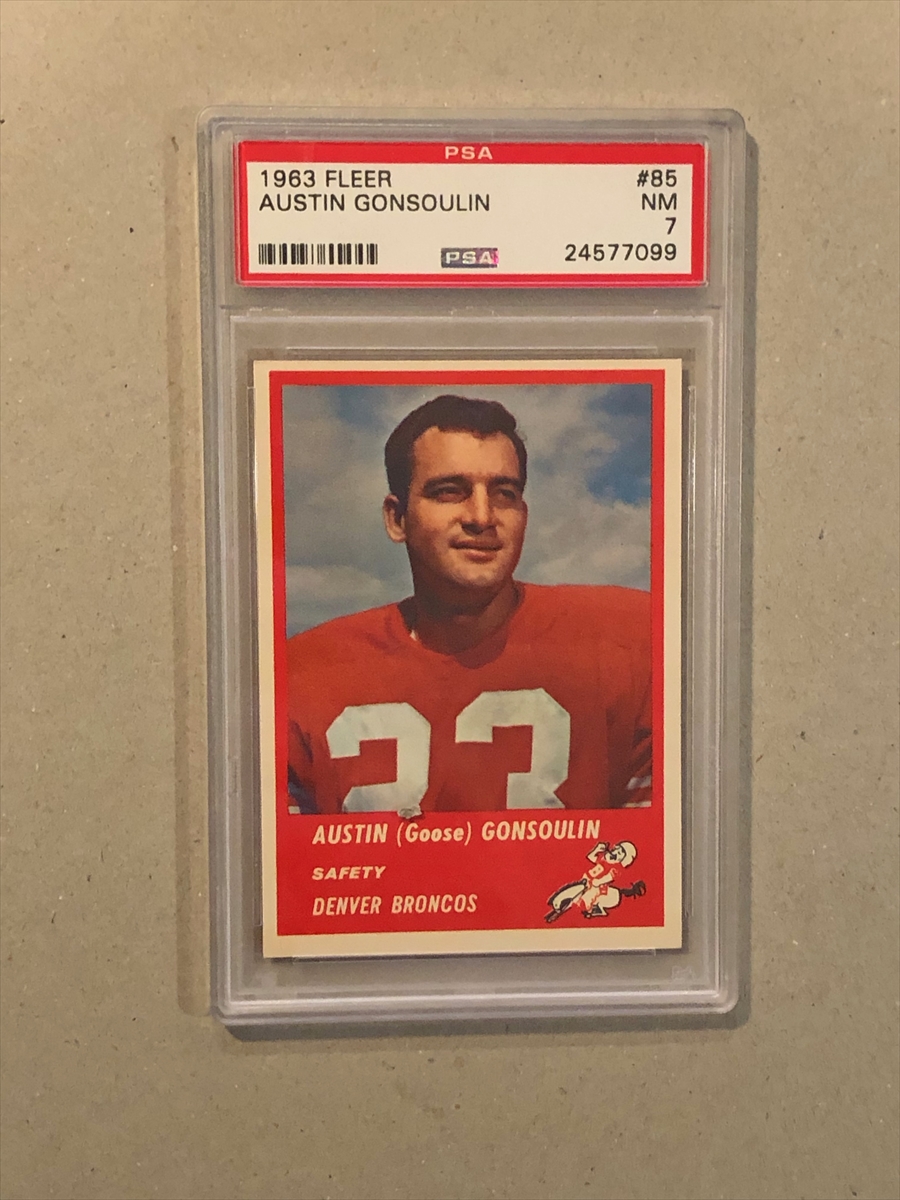 PSA
1963 FLEER #85
AUSTIN GONSOULIN NM
7
PSA 24577099
23
AUSTIN (Goose) GONSOULIN
SAFETY
DENVER BRONCOS